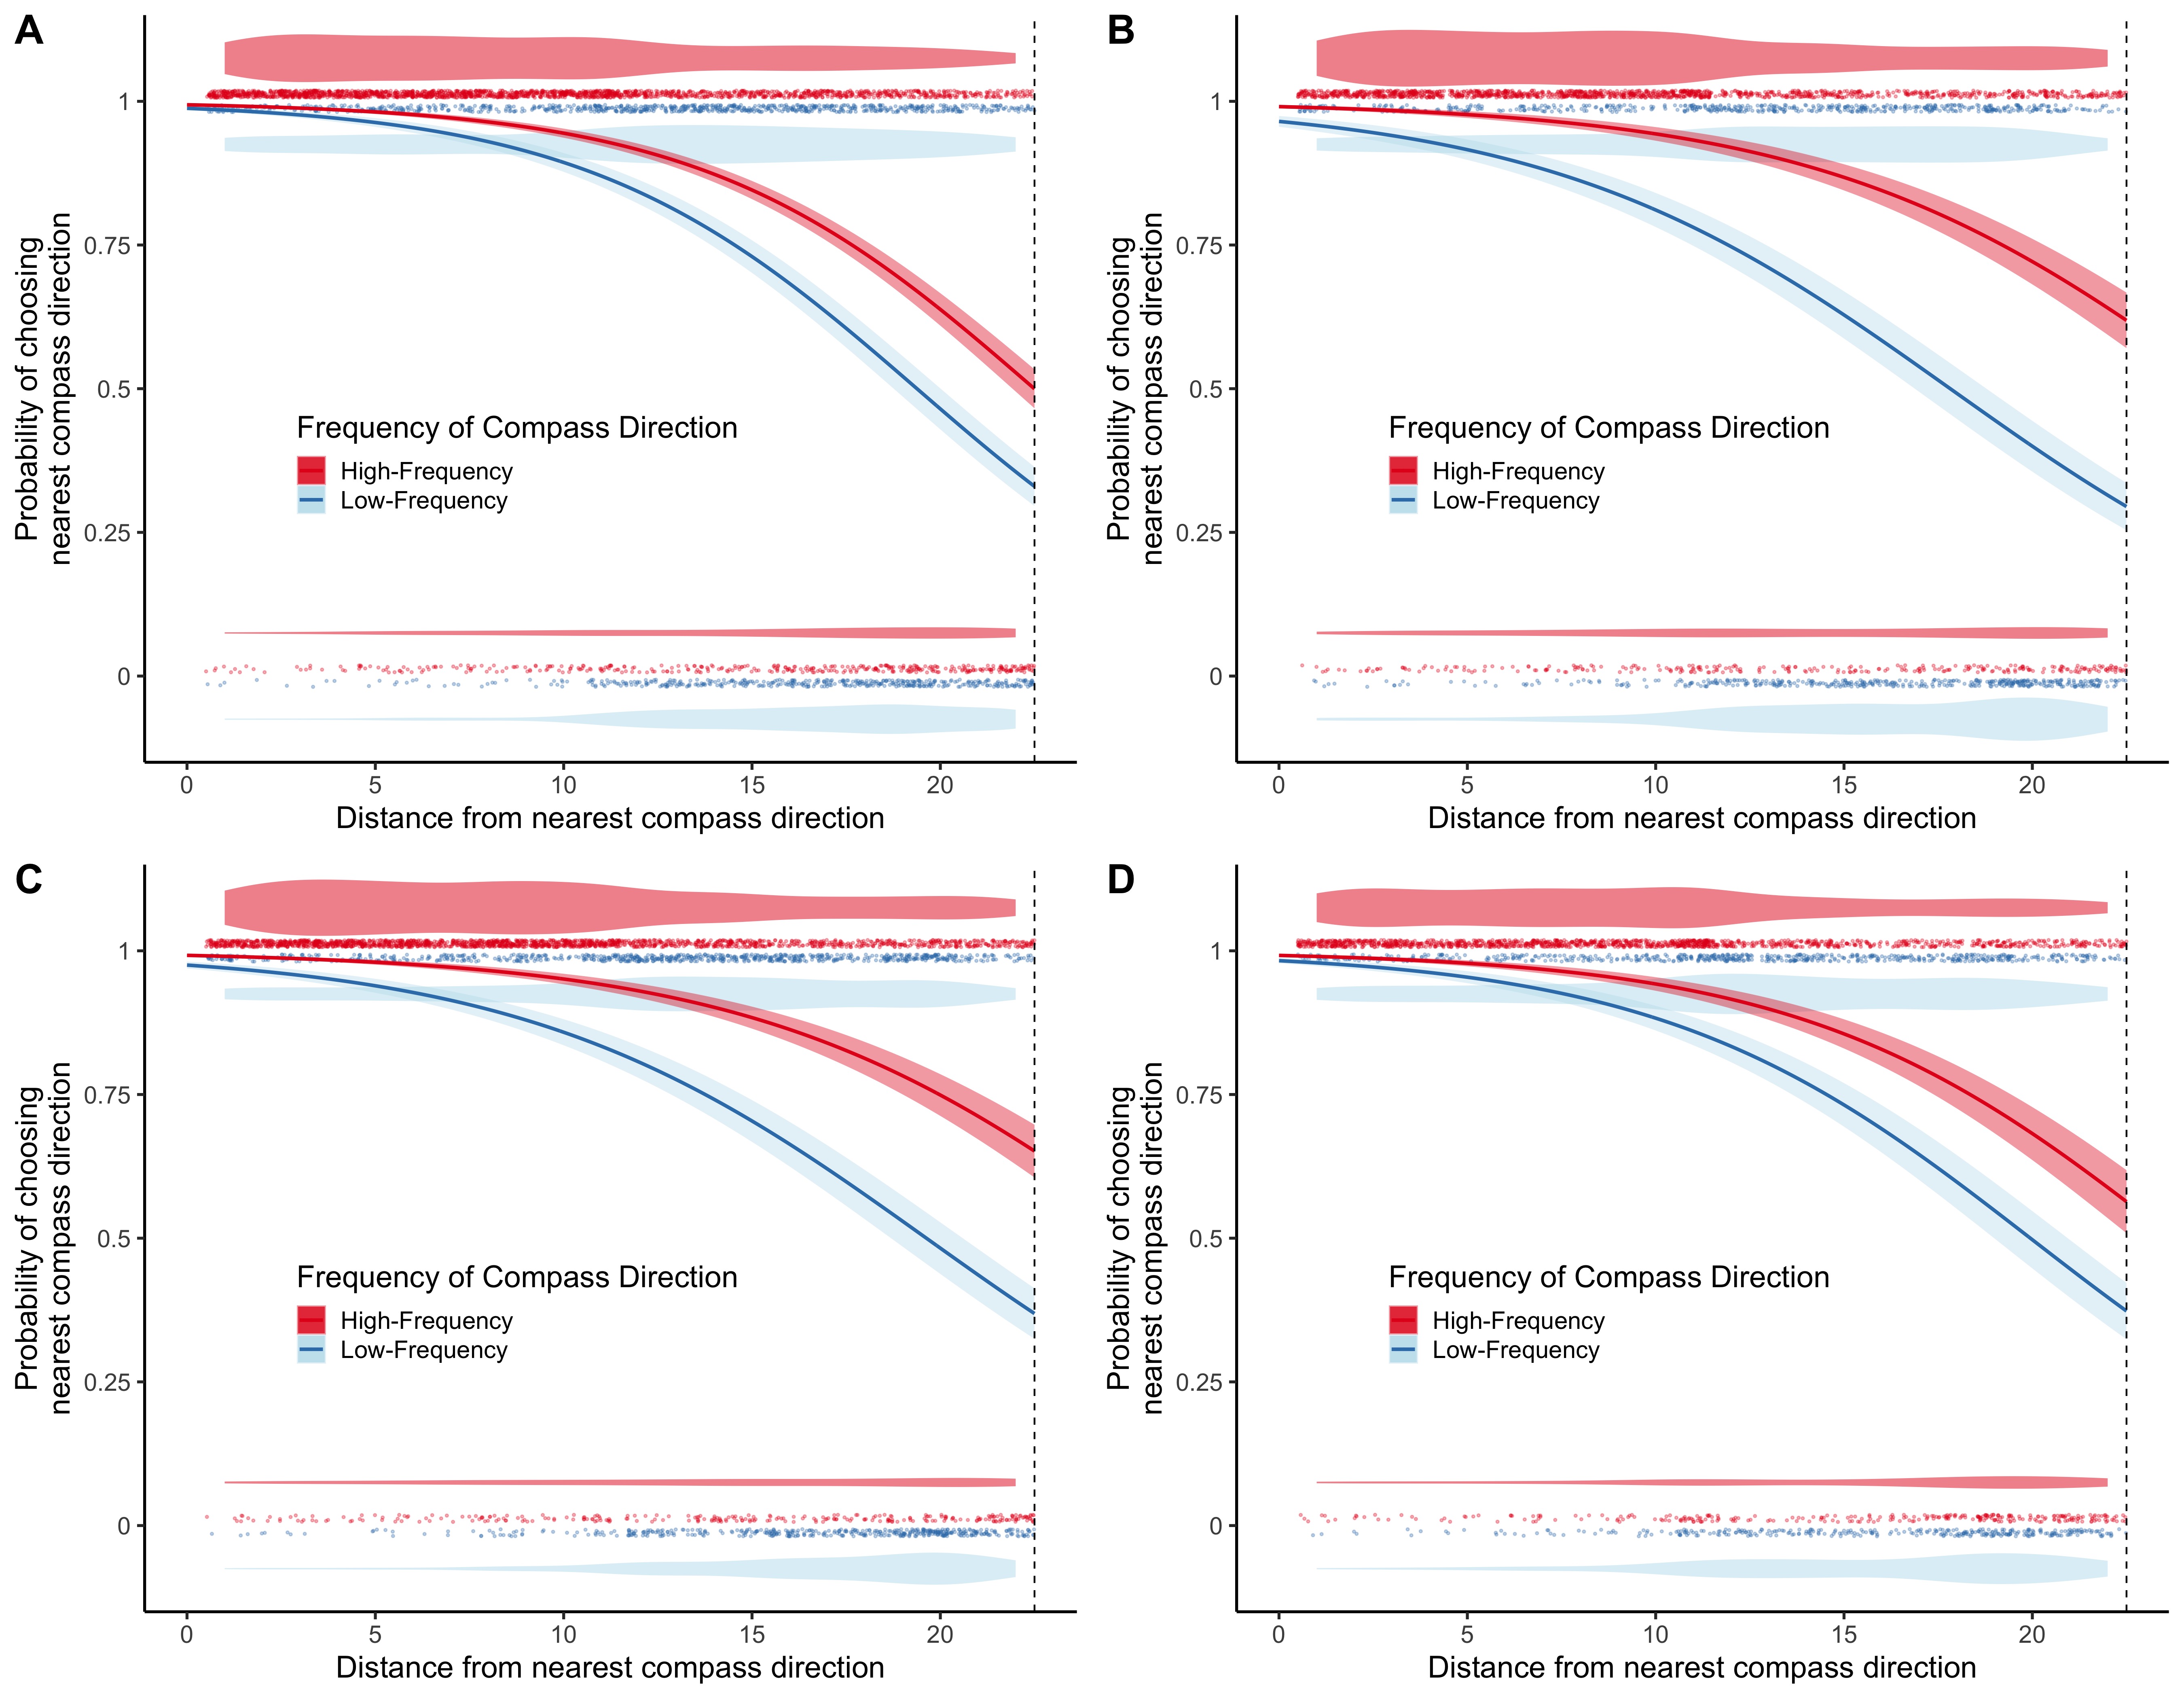 A
Probability of choosing
nearest compass direction
1
0.75
0.5
0.25
0
Frequency of Compass Direction
High-Frequency
Low-Frequency
0 5 10 15 20
Distance from nearest compass direction
B
Probability of choosing
nearest compass direction
1
0.75
0.5
0.25
0
Frequency of Compass Direction
High-Frequency
Low-Frequency
0 5 10 15 20
Distance from nearest compass direction
C
Probability of choosing
nearest compass direction
1
0.75
0.5
0.25
0
Frequency of Compass Direction
High-Frequency
Low-Frequency
0 5 10 15 20
Distance from nearest compass direction
D
Probability of choosing
nearest compass direction
1
0.75
0.5
0.25
0
Frequency of Compass Direction
High-Frequency
Low-Frequency
0 5 10 15 20
Distance from nearest compass direction